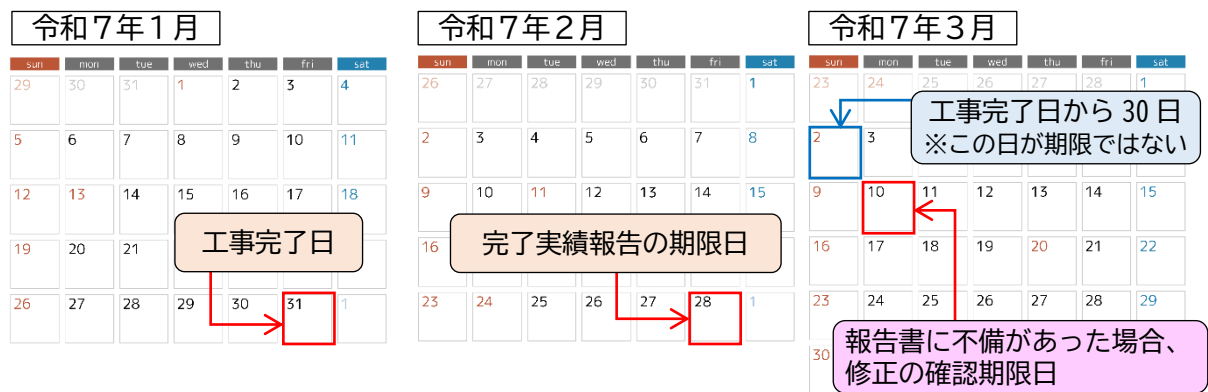 令和７年１月
sun mon tue wed thu fri sat
29 30 31 1 2 3 4
5 6 7 8 9 10 11
12 13 14 15 16 17 18
19 20 21
工事完了日
26 27 28 29 30 31 1
令和７年２月
sun mon tue wed thu fri sat
26 27 28 29 30 31 1
2 3 4 5 6 7 8
9 10 11 12 13 14 15
16
完了実績報告の期限日
23 24 25 26 27 28 1
令和７年３月
sun mon tue wed thu fri sat
23 24 25 26 27 28 1
工事完了日から 30 日
※この日が期限ではない
2 3
9 10 11 12 13 14 15
16 17 18 19 20 21 22
23 24 25 26 27 28 29
30
報告書に不備があった場合、
修正の確認期限日